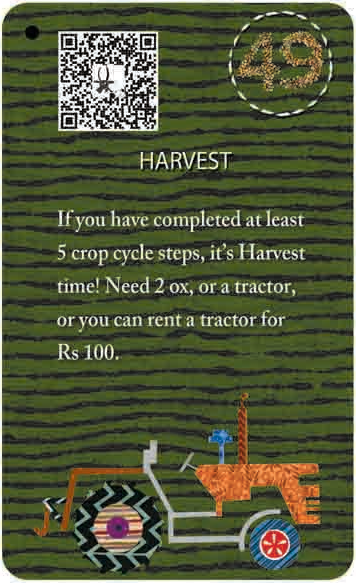 49
HARVEST
If you have completed at least
5 crop cycle steps, it's Harvest
time! Need 2 ox, or a tractor,
or you can rent a tractor for
Rs 100.